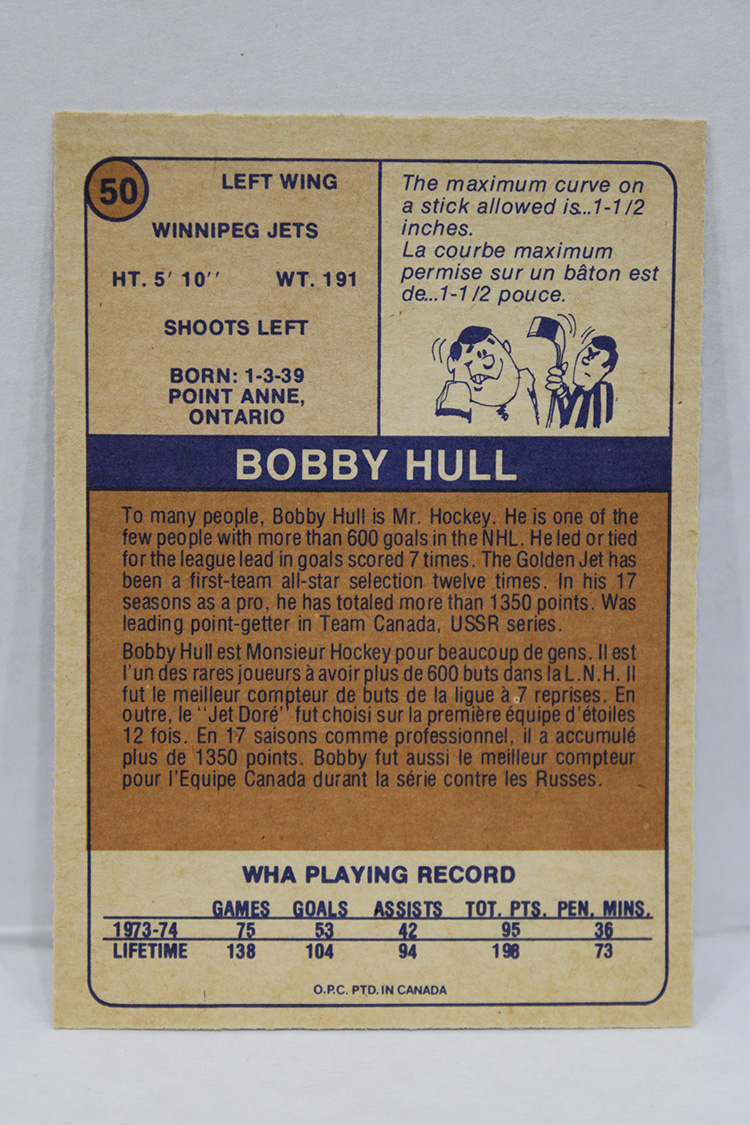 50
LEFT WING
WINNIPEG JETS
HT. 5' 10'' WT. 191
SHOOTS LEFT
BORN: 1-3-39
POINT ANNE,
ONTARIO
The maximum curve on
a stick allowed is...1-1/2
inches.
La courbe maximum
permise sur un bâton est
de...1-1/2 pouce.
BOBBY HULL
To many people, Bobby Hull is Mr. Hockey. He is one of the
few people with more than 600 goals in the NHL. He led or tied
for the league lead in goals scored 7 times. The Golden Jet has
been a first-team all-star selection twelve times. In his 17
seasons as a pro, he has totaled more than 1350 points. Was
leading point-getter in Team Canada, USSR series.
Bobby Hull est Monsieur Hockey pour beaucoup de gens. Il est
l'un des rares joueurs à avoir plus de 600 buts dans la L.N.H. Il
fut le meilleur compteur de buts de la ligue à 7 reprises. En
outre, le ''Jet Doré'' fut choisi sur la première équipe d'étoiles
12 fois. En 17 saisons comme professionnel, il a accumulé
plus de 1350 points. Bobby fut aussi le meilleur compteur
pour l'Equipe Canada durant la série contre les Russes.
WHA PLAYING RECORD
GAMES GOALS ASSISTS TOT. PTS. PEN. MINS.
1973-74 75 53 42 95 36
LIFETIME 138 104 94 198 73
O.P.C. PTD. IN CANADA